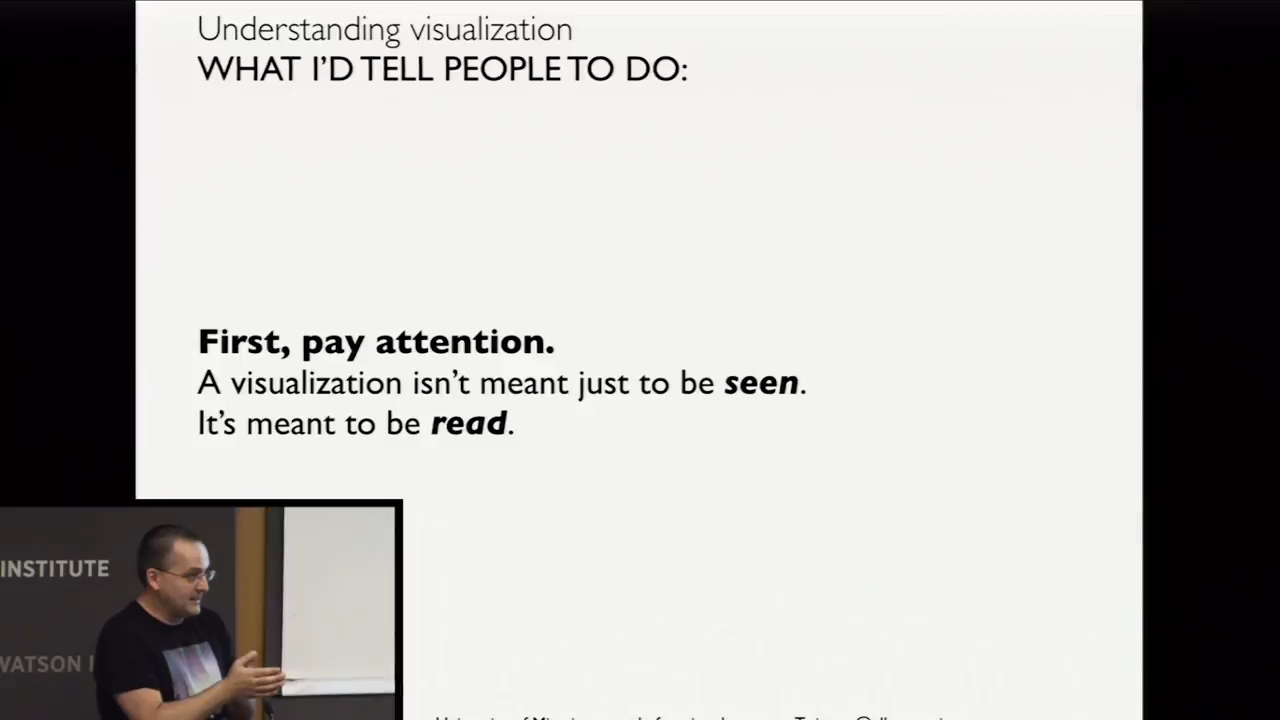 Understanding visualization
WHAT I'D TELL PEOPLE TO DO:
First, pay attention.
A visualization isn't meant just to be seen.
It's meant to be read.
INSTITUTE
WATSON I